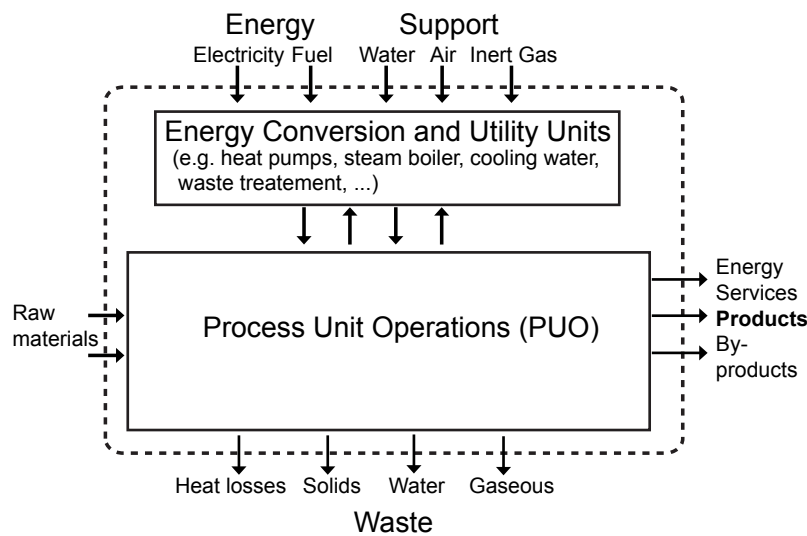 Energy
Support
Electricity Fuel
Water Air Inert Gas
Energy Conversion and Utility Units
(e.g. heat pumps, steam boiler, cooling water,
waste treatement, ...)
Raw
materials
Process Unit Operations (PUO)
Energy
Services
Products
By-
products
Heat losses
Solids
Water
Gaseous
Waste